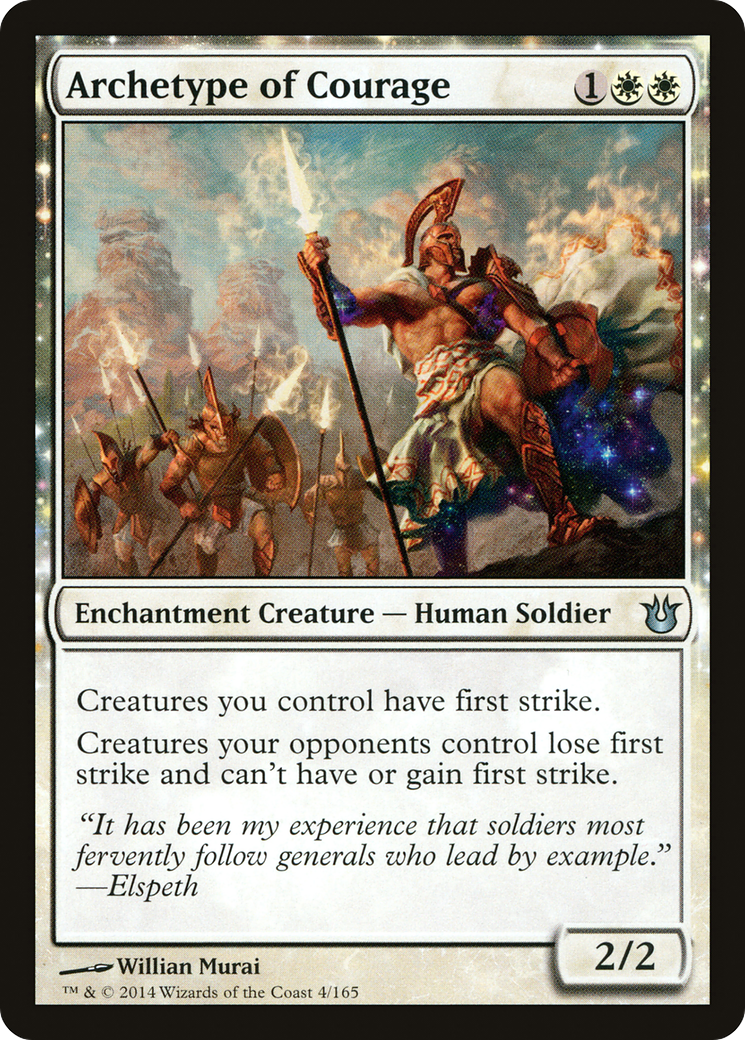 Archetype of Courage 1
Enchantment Creature — Human Soldier
Creatures you control have first strike.
Creatures your opponents control lose first
strike and can't have or gain first strike.
“It has been my experience that soldiers most
fervently follow generals who lead by example.”
—Elspeth
2/2
Willian Murai
™ & © 2014 Wizards of the Coast 4/165